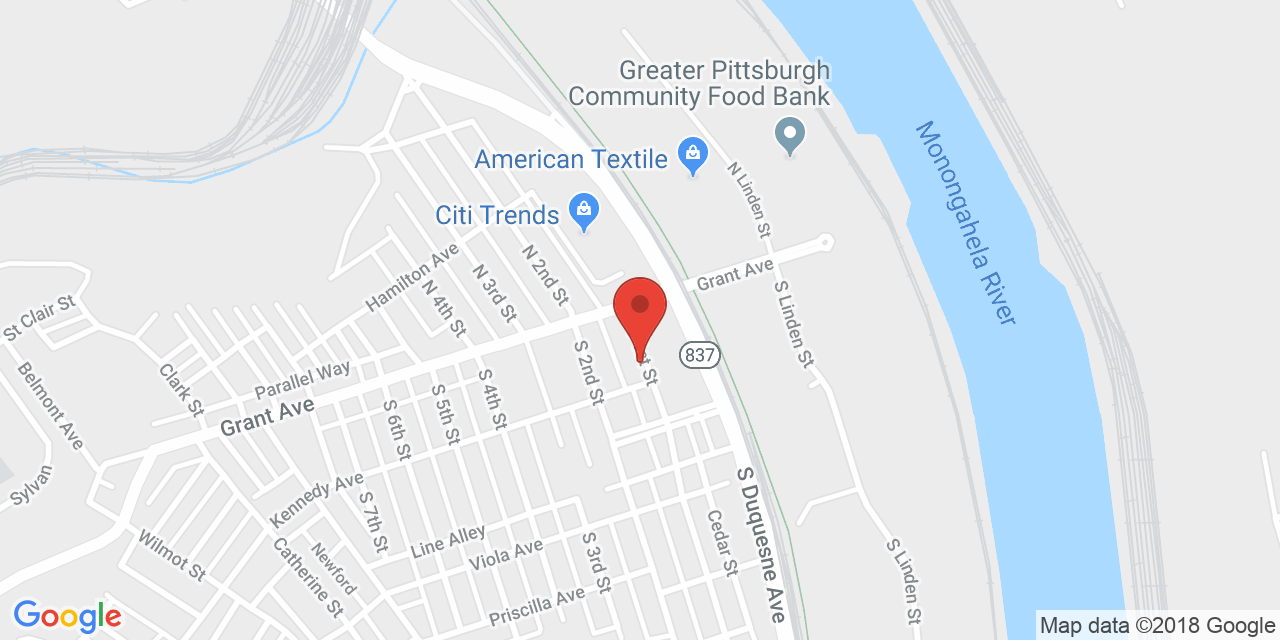 Greater Pittsburgh
Community Food Bank
American Textile
Citi Trends
Monongahela River
N Linden St
Grant Ave
S Linden St
Hamilton Ave
N 2nd St
N 3rd St
N 4th St
St Clair St
837
St
S 2nd St
Parallel Way
Clark St
Belmont Ave
Grant Ave
S 4th St
S 5th St
S 6th St
S Duquesne Ave
Sylvan
Kennedy Ave
S 7th St
Line Alley
Viola Ave
Cedar St
S 3rd St
Wilmot St
Newford
Catherine St
S Linden St
Priscilla Ave
Google
Map data ©2018 Google